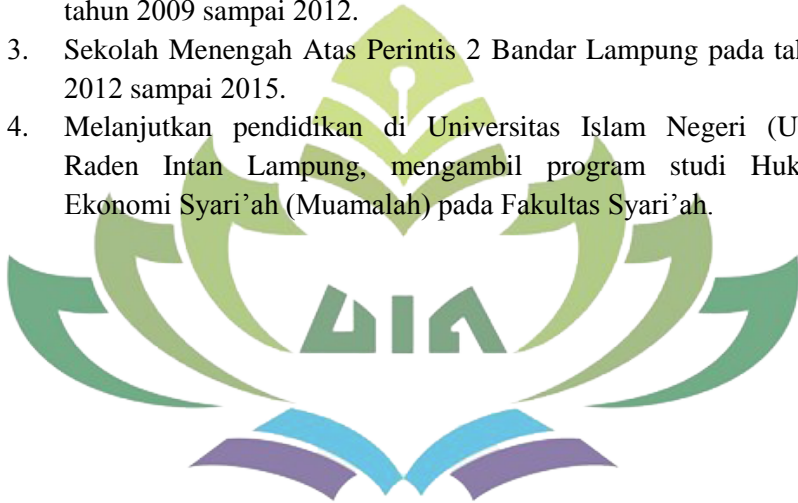 tahun 2009 sampai 2012.
3. Sekolah Menengah Atas Perintis 2 Bandar Lampung pada tah
2012 sampai 2015.
4. Melanjutkan pendidikan di Universitas Islam Negeri (U
Raden Intan Lampung, mengambil program studi Huk
Ekonomi Syari’ah (Muamalah) pada Fakultas Syari’ah.
UIN